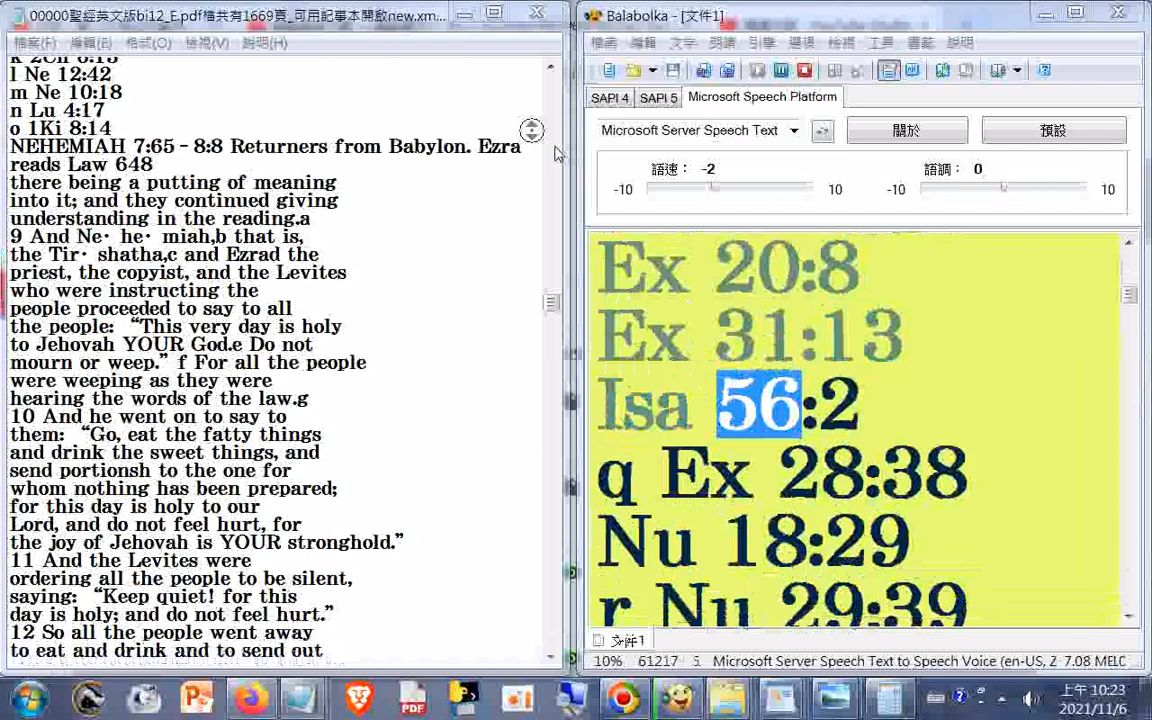 00000聖經英文版bi12_E.pdf檔共有1669頁_可用記事本開啟new.xm...
檔案(F) 編輯(E) 格式(O) 檢視(V) 說明(H)
k 2Ch 6:13
l Ne 12:42
m Ne 10:18
n Lu 4:17
o 1Ki 8:14
NEHEMIAH 7:65–8:8 Returners from Babylon. Ezra
reads Law 648
there being a putting of meaning
into it; and they continued giving
understanding in the reading.a
9 And Ne· he· miah,b that is,
the Tir· shatha,c and Ezrad the
priest, the copyist, and the Levites
who were instructing the
people proceeded to say to all
the people: “This very day is holy
to Jehovah YOUR God.e Do not
mourn or weep.” f For all the people
were weeping as they were
hearing the words of the law.g
10 And he went on to say to
them: “Go, eat the fatty things
and drink the sweet things, and
send portionsh to the one for
whom nothing has been prepared;
for this day is holy to our
Lord, and do not feel hurt, for
the joy of Jehovah is YOUR stronghold.”
11 And the Levites were
ordering all the people to be silent,
saying: “Keep quiet! for this
day is holy; and do not feel hurt.”
12 So all the people went away
to eat and drink and to send out
Balabolka - [文件1]
檔案 編輯 文字 朗讀 引擎 選項 檢視 工具 書籤 說明
SAPI 4 SAPI 5 Microsoft Speech Platform
Microsoft Server Speech Text 關於 預設
語速： -2 語調： 0
-10 10 -10 10
Ex 20:8
Ex 31:13
Isa 56:2
q Ex 28:38
Nu 18:29
r Nu 29:39
文件1
10% 61217 Microsoft Server Speech Text to Speech Voice (en-US, Z 7.08 MELC
PDF
上午 10:23
2021/11/6